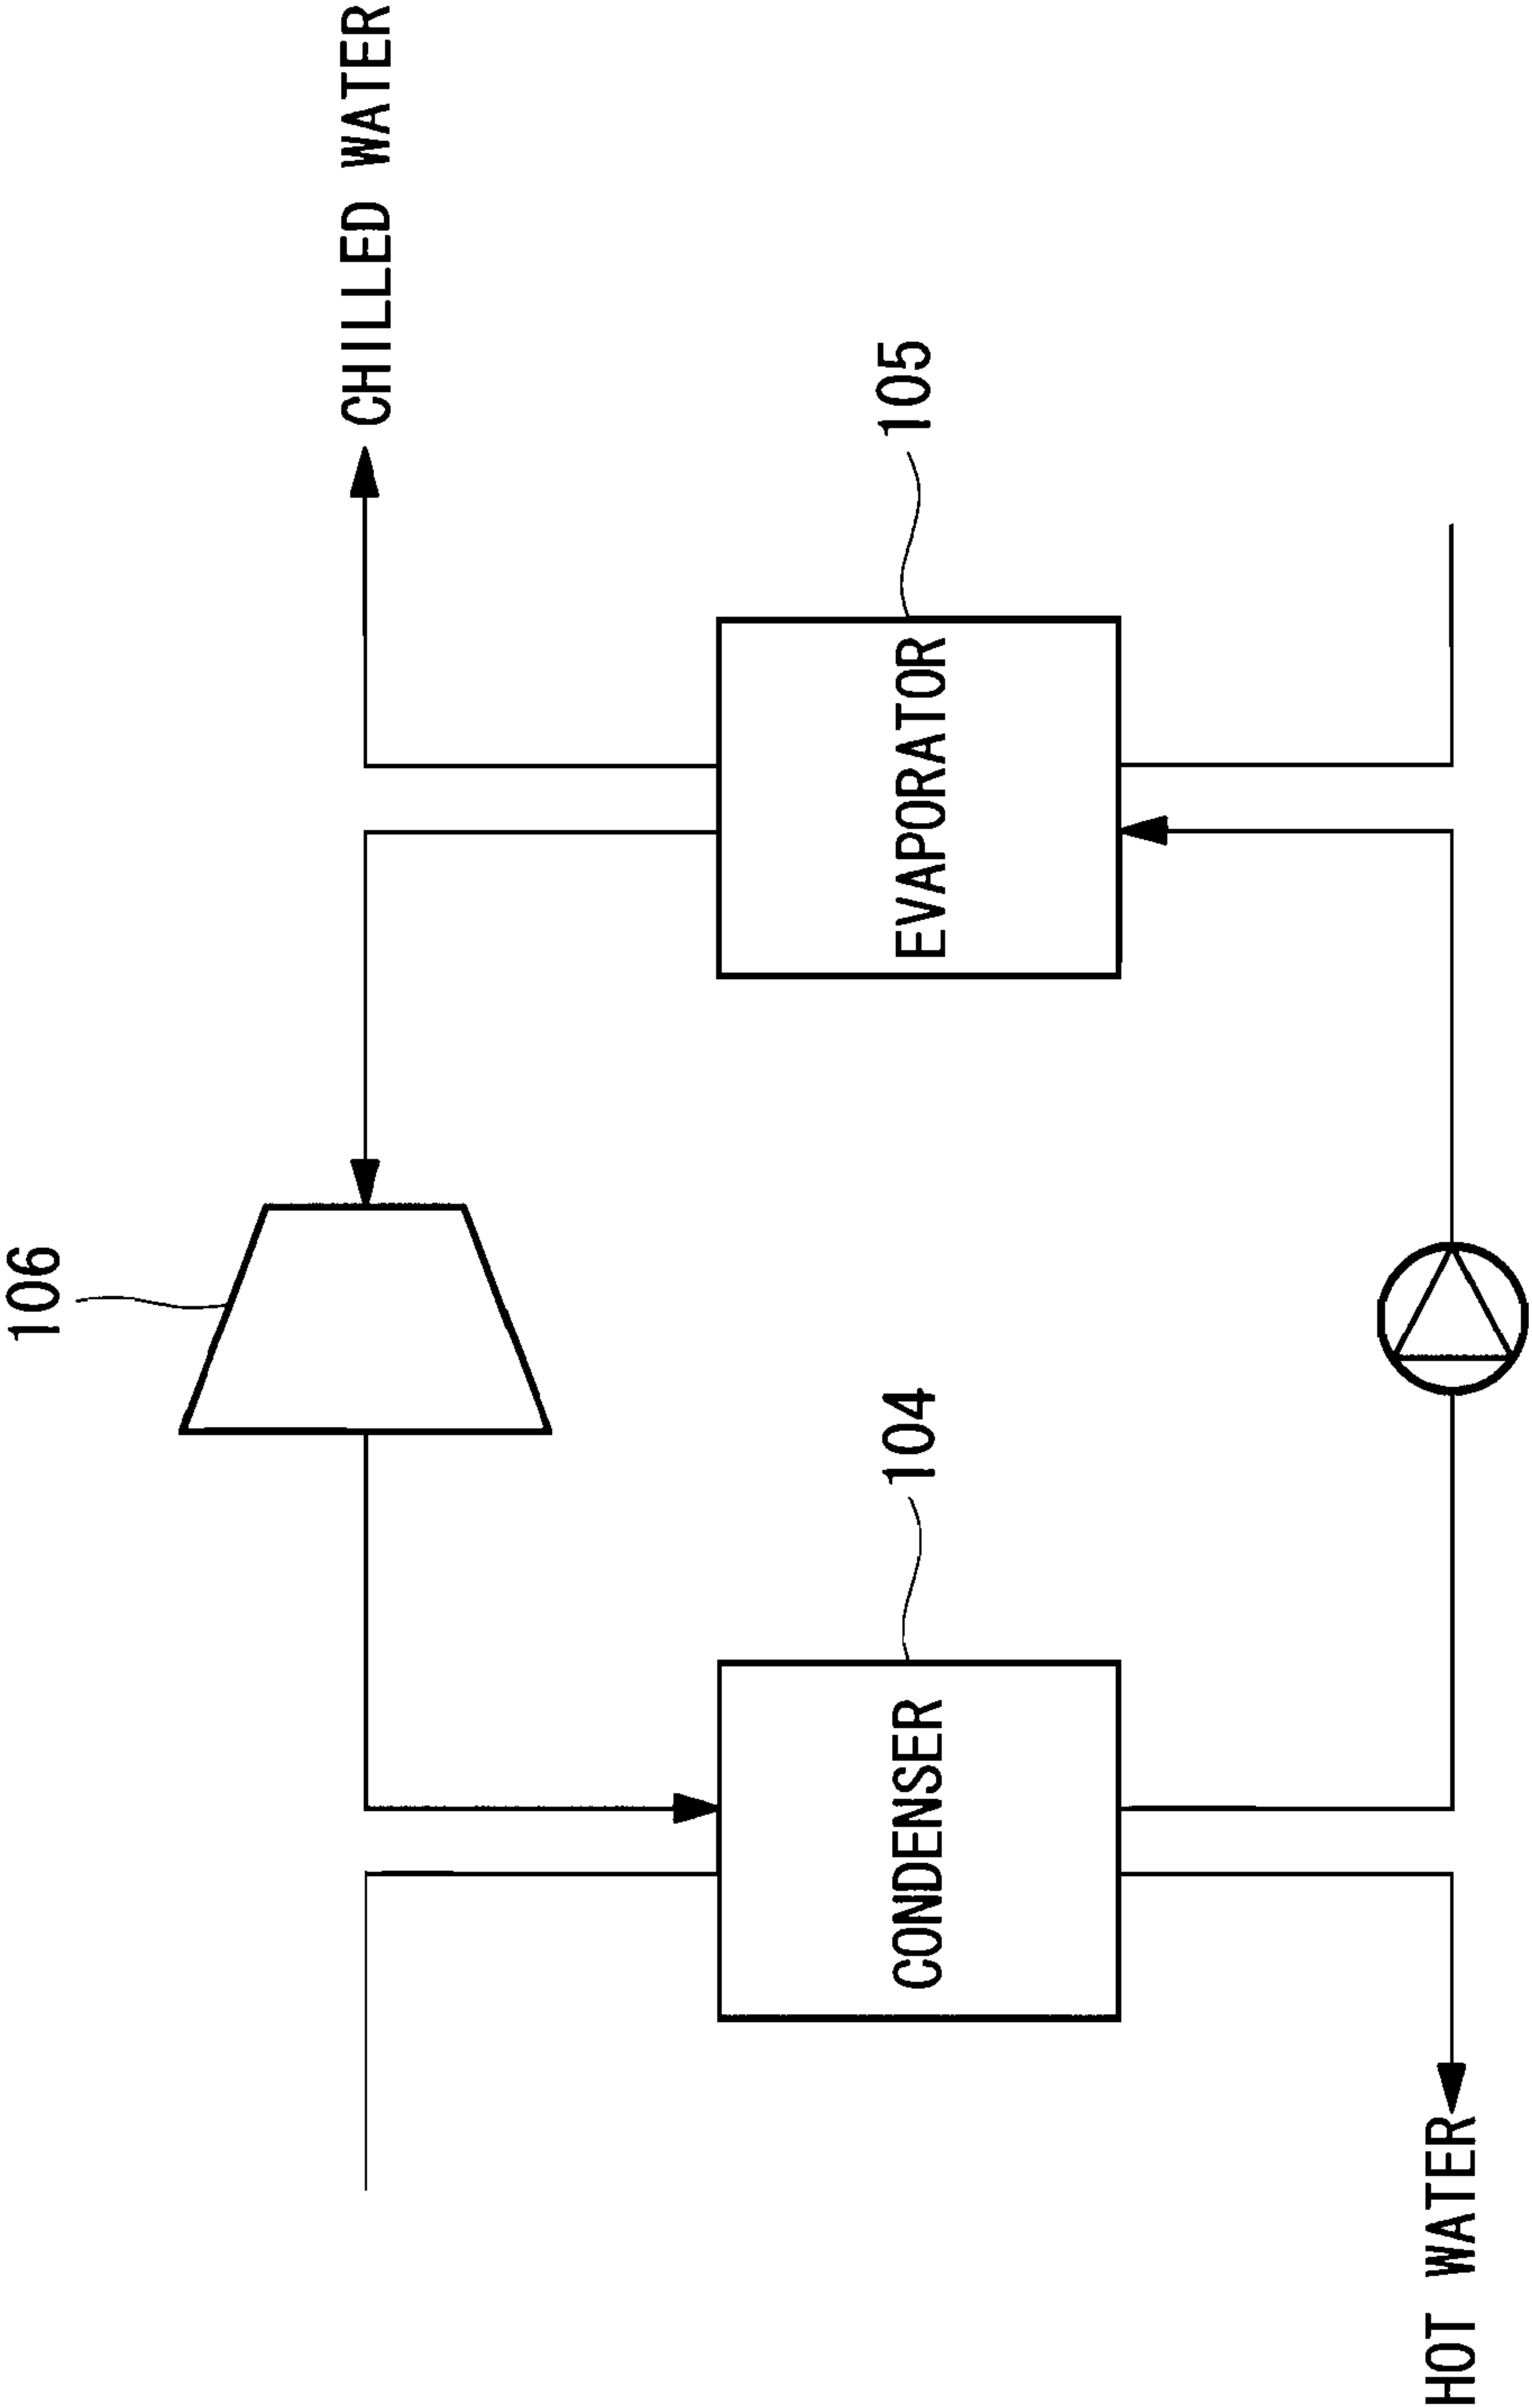 106
CHILLED WATER
104
105
CONDENSER
EVAPORATOR
HOT WATER